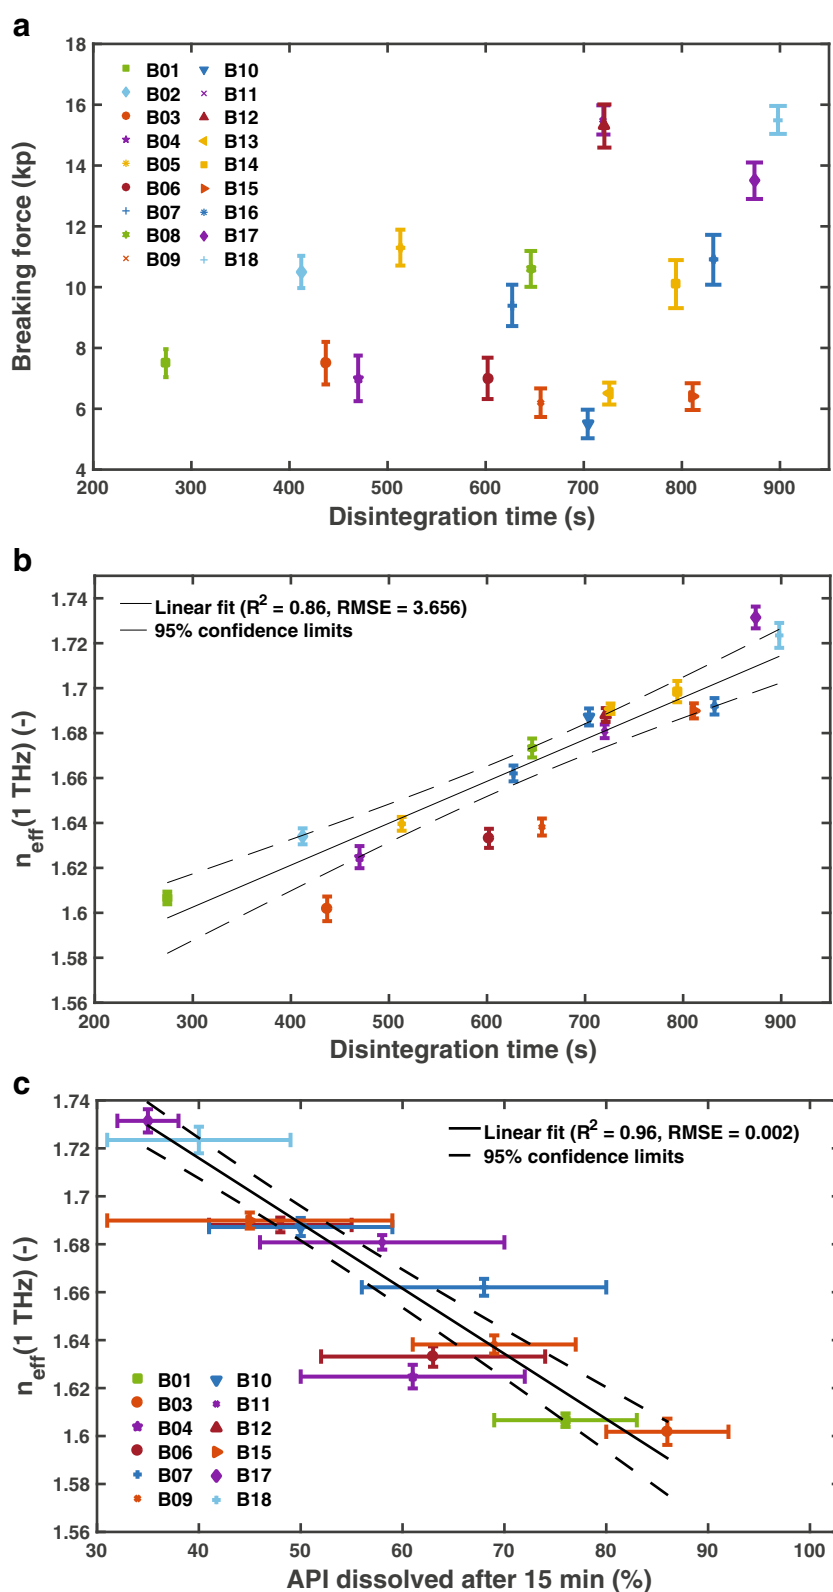 a
18
16
14
12
10
8
6
4
Breaking force (kp)
B01 B10
B02 B11
B03 B12
B04 B13
B05 B14
B06 B15
B07 B16
B08 B17
B09 B18
200 300 400 500 600 700 800 900
Disintegration time (s)
b
1.74
1.72
1.7
1.68
1.66
1.64
1.62
1.6
1.58
1.56
n_eff(1 THz) (-)
Linear fit (R² = 0.86, RMSE = 3.656)
95% confidence limits
200 300 400 500 600 700 800 900
Disintegration time (s)
c
1.74
1.72
1.7
1.68
1.66
1.64
1.62
1.6
1.58
1.56
n_eff(1 THz) (-)
Linear fit (R² = 0.96, RMSE = 0.002)
95% confidence limits
B01 B10
B03 B11
B04 B12
B06 B15
B07 B17
B09 B18
30 40 50 60 70 80 90 100
API dissolved after 15 min (%)